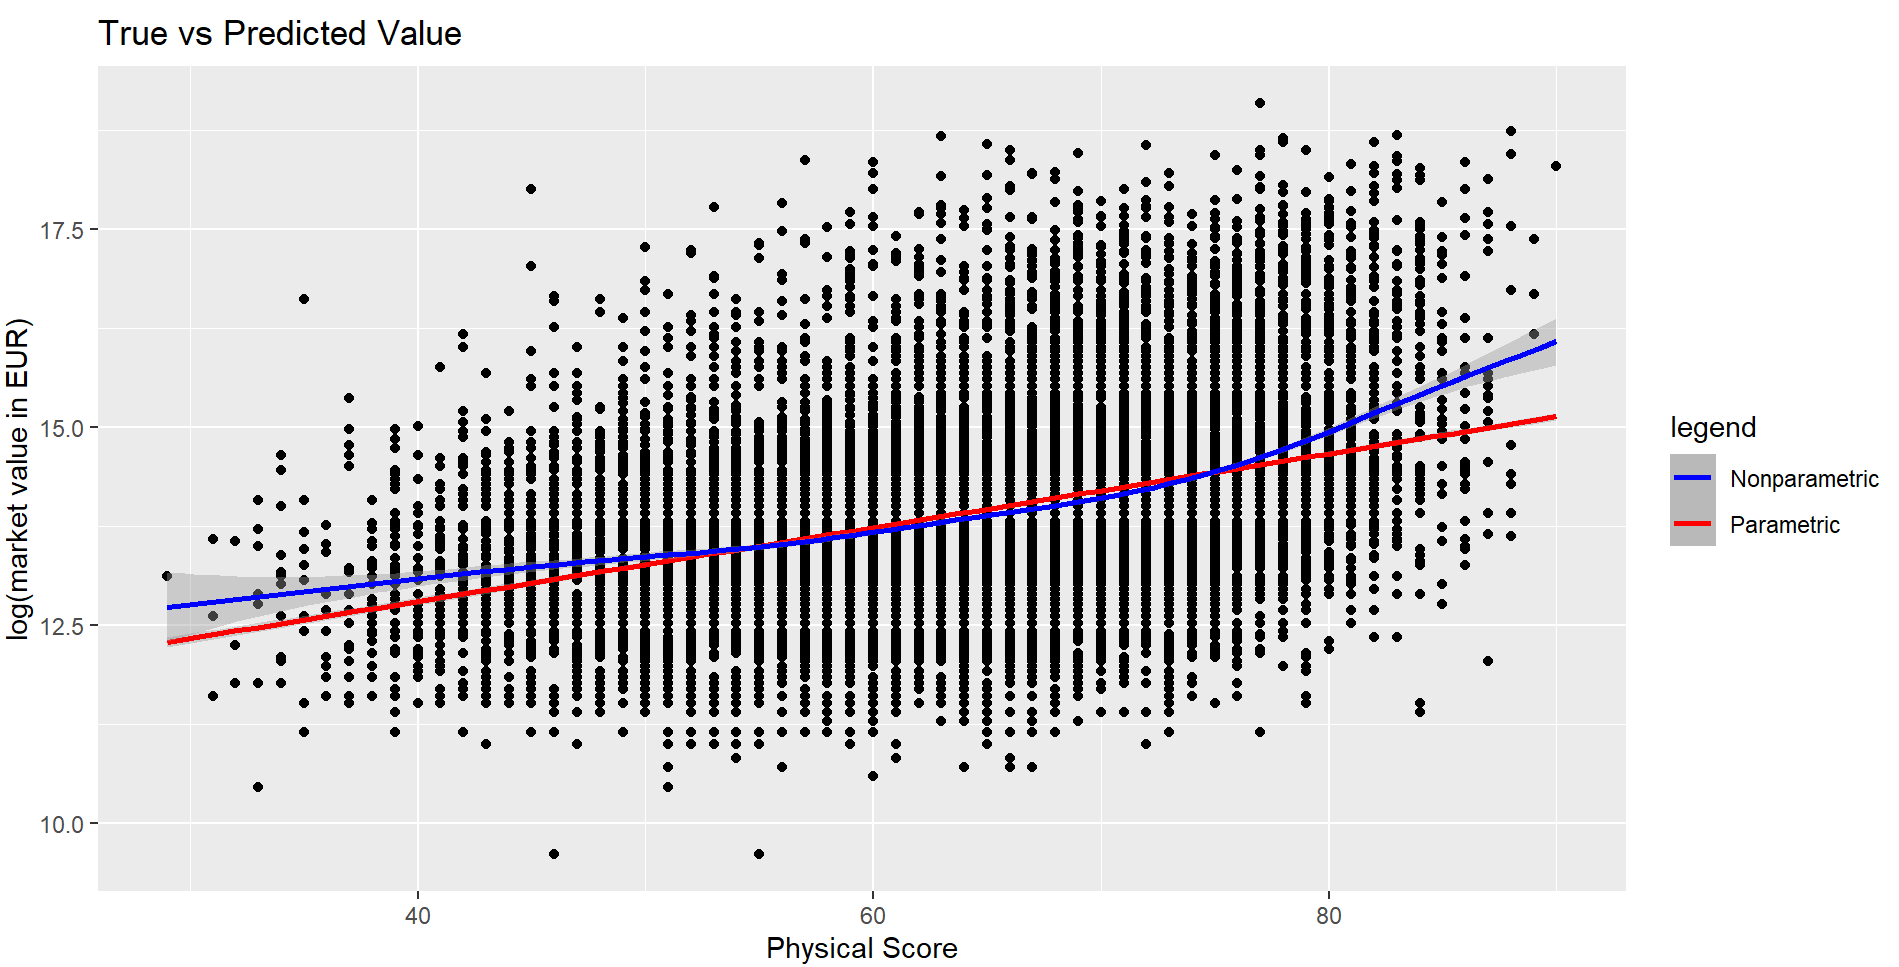 True vs Predicted Value
log(market value in EUR)
17.5
15.0
12.5
10.0
40
60
80
Physical Score
legend
Nonparametric
Parametric